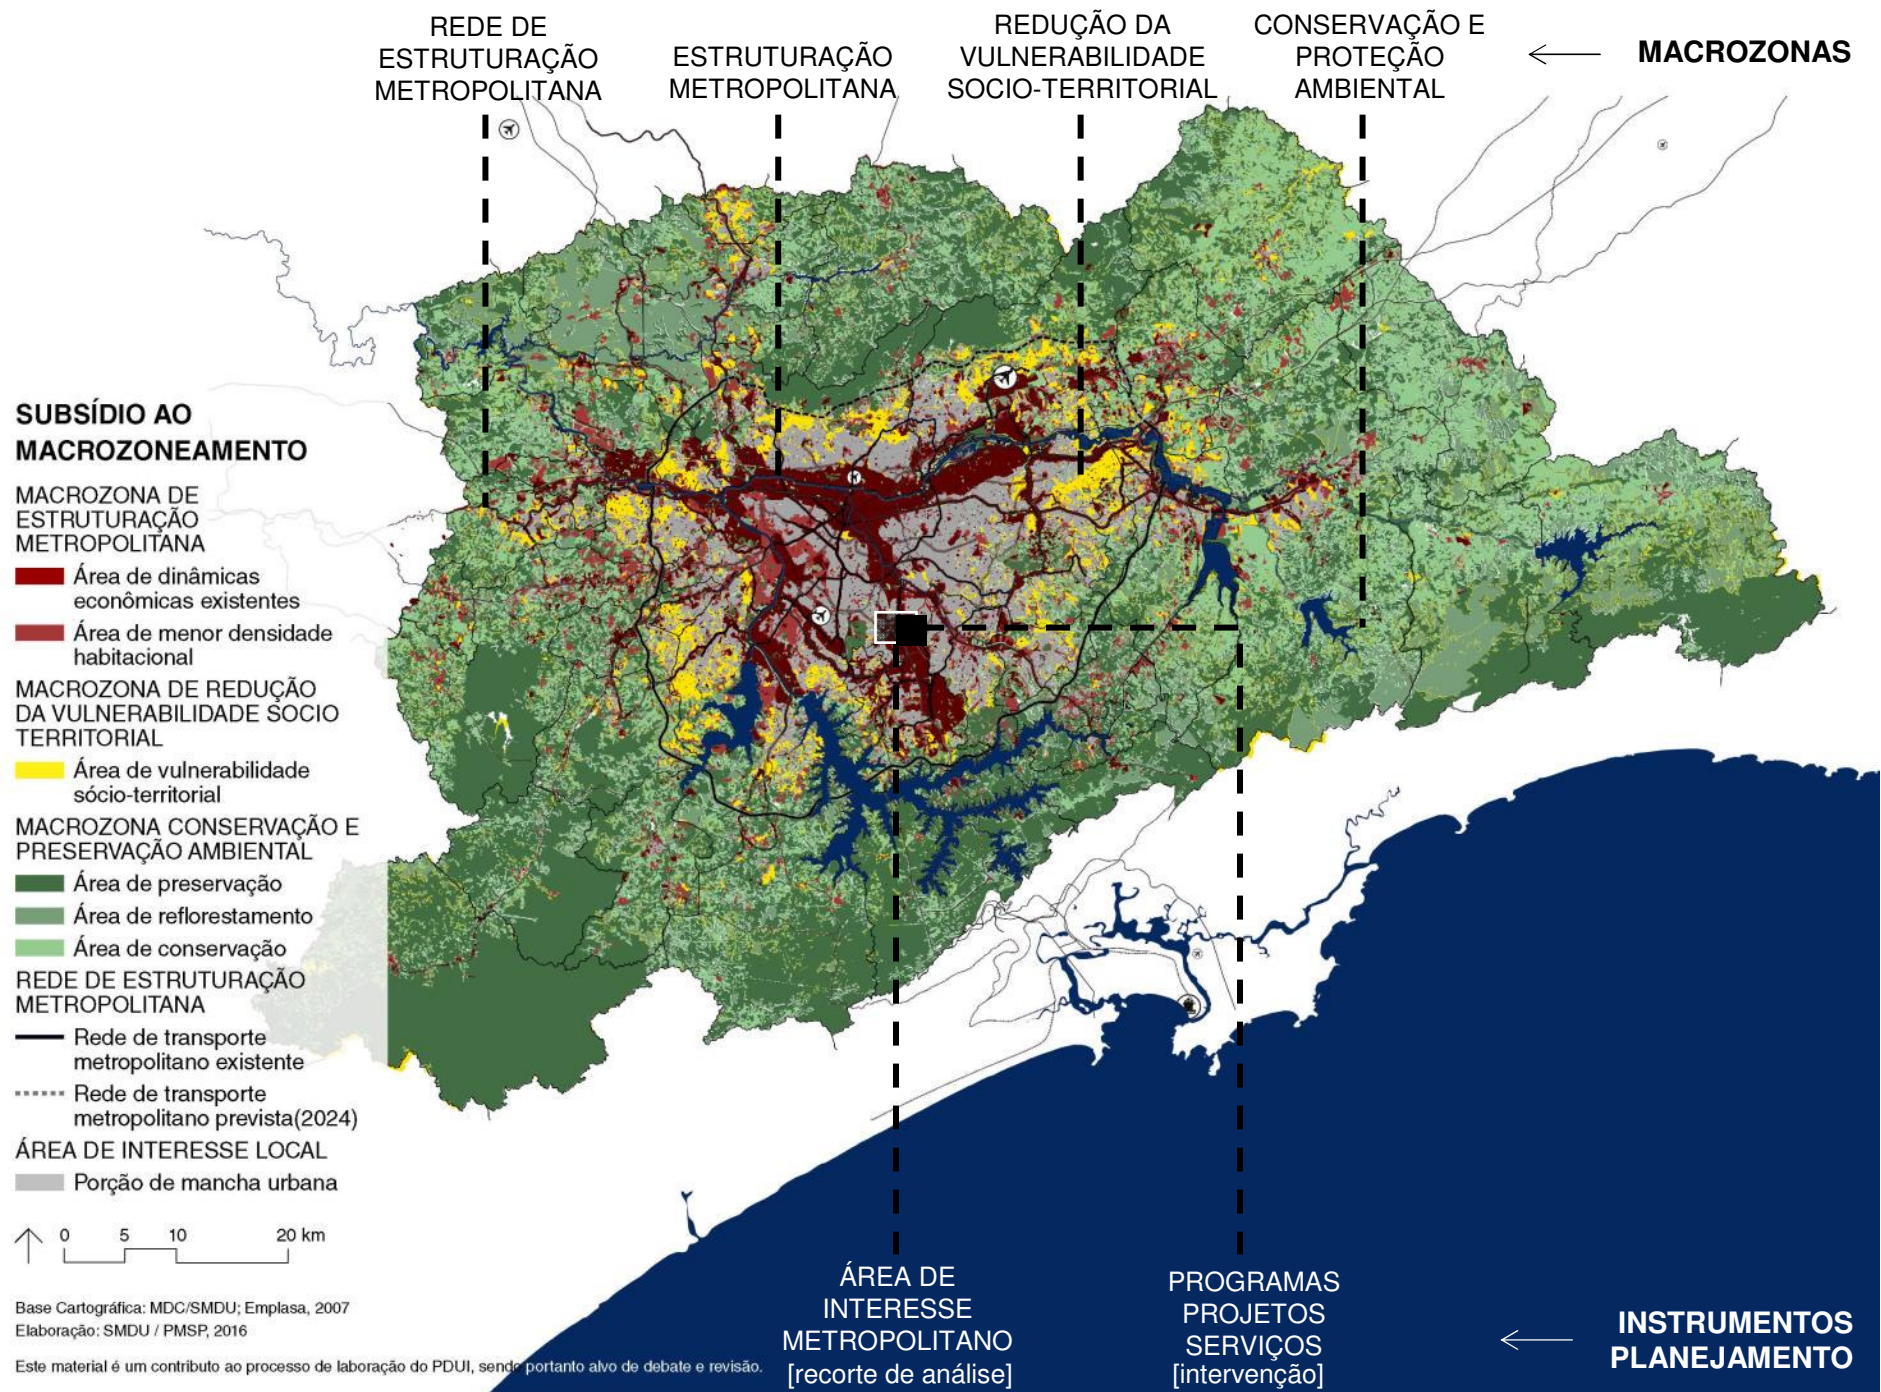 REDE DE
ESTRUTURAÇÃO
METROPOLITANA
ESTRUTURAÇÃO
METROPOLITANA
REDUÇÃO DA
VULNERABILIDADE
SOCIO-TERRITORIAL
CONSERVAÇÃO E
PROTEÇÃO
AMBIENTAL
MACROZONAS
SUBSÍDIO AO
MACROZONEAMENTO
MACROZONA DE
ESTRUTURAÇÃO
METROPOLITANA
Área de dinâmicas
econômicas existentes
Área de menor densidade
habitacional
MACROZONA DE REDUÇÃO
DA VULNERABILIDADE SOCIO
TERRITORIAL
Área de vulnerabilidade
sócio-territorial
MACROZONA CONSERVAÇÃO E
PRESERVAÇÃO AMBIENTAL
Área de preservação
Área de reflorestamento
Área de conservação
REDE DE ESTRUTURAÇÃO
METROPOLITANA
Rede de transporte
metropolitano existente
Rede de transporte
metropolitano prevista(2024)
ÁREA DE INTERESSE LOCAL
Porção de mancha urbana
0 5 10 20 km
Base Cartográfica: MDC/SMDU; Emplasa, 2007
Elaboração: SMDU / PMSP, 2016
Este material é um contributo ao processo de laboração do PDUI, sendo portanto alvo de debate e revisão.
ÁREA DE
INTERESSE
METROPOLITANO
[recorte de análise]
PROGRAMAS
PROJETOS
SERVIÇOS
[intervenção]
INSTRUMENTOS
PLANEJAMENTO